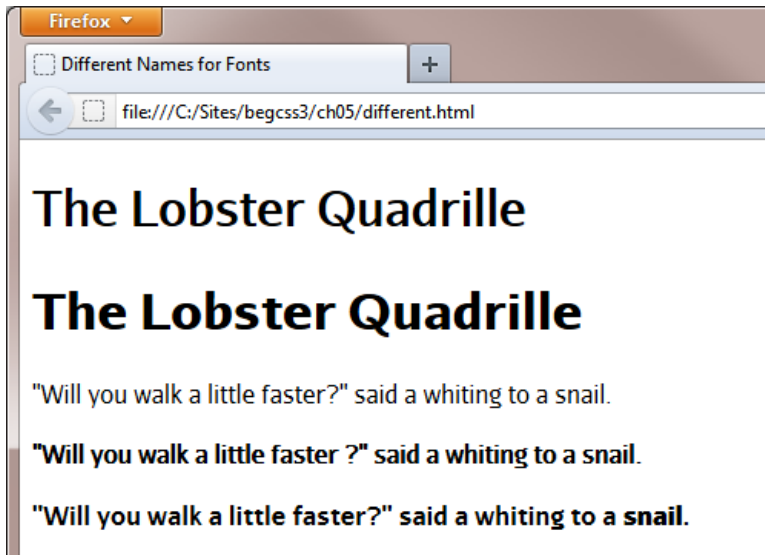 Firefox
Different Names for Fonts
file:///C:/Sites/begcss3/ch05/different.html
The Lobster Quadrille
The Lobster Quadrille
"Will you walk a little faster?" said a whiting to a snail.
"Will you walk a little faster ?" said a whiting to a snail.
"Will you walk a little faster?" said a whiting to a snail.